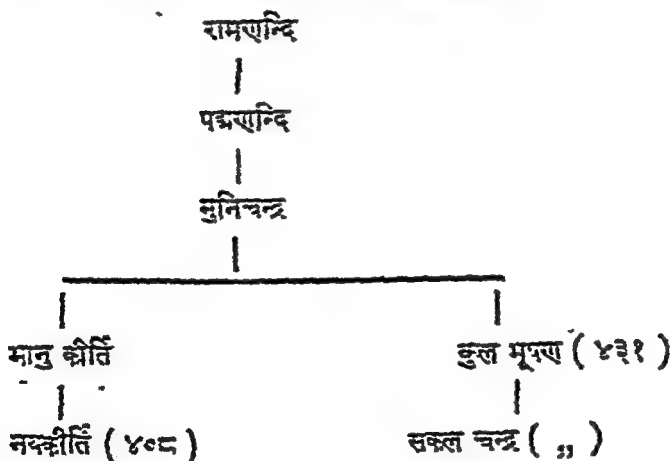 रामणन्दि
पद्मणन्दि
मुनिचन्द्र
भानु कीर्ति
कुल भूषण ( ४३१ )
नयकीर्ति ( ४०८ )
सकल चन्द्र ( ,, )